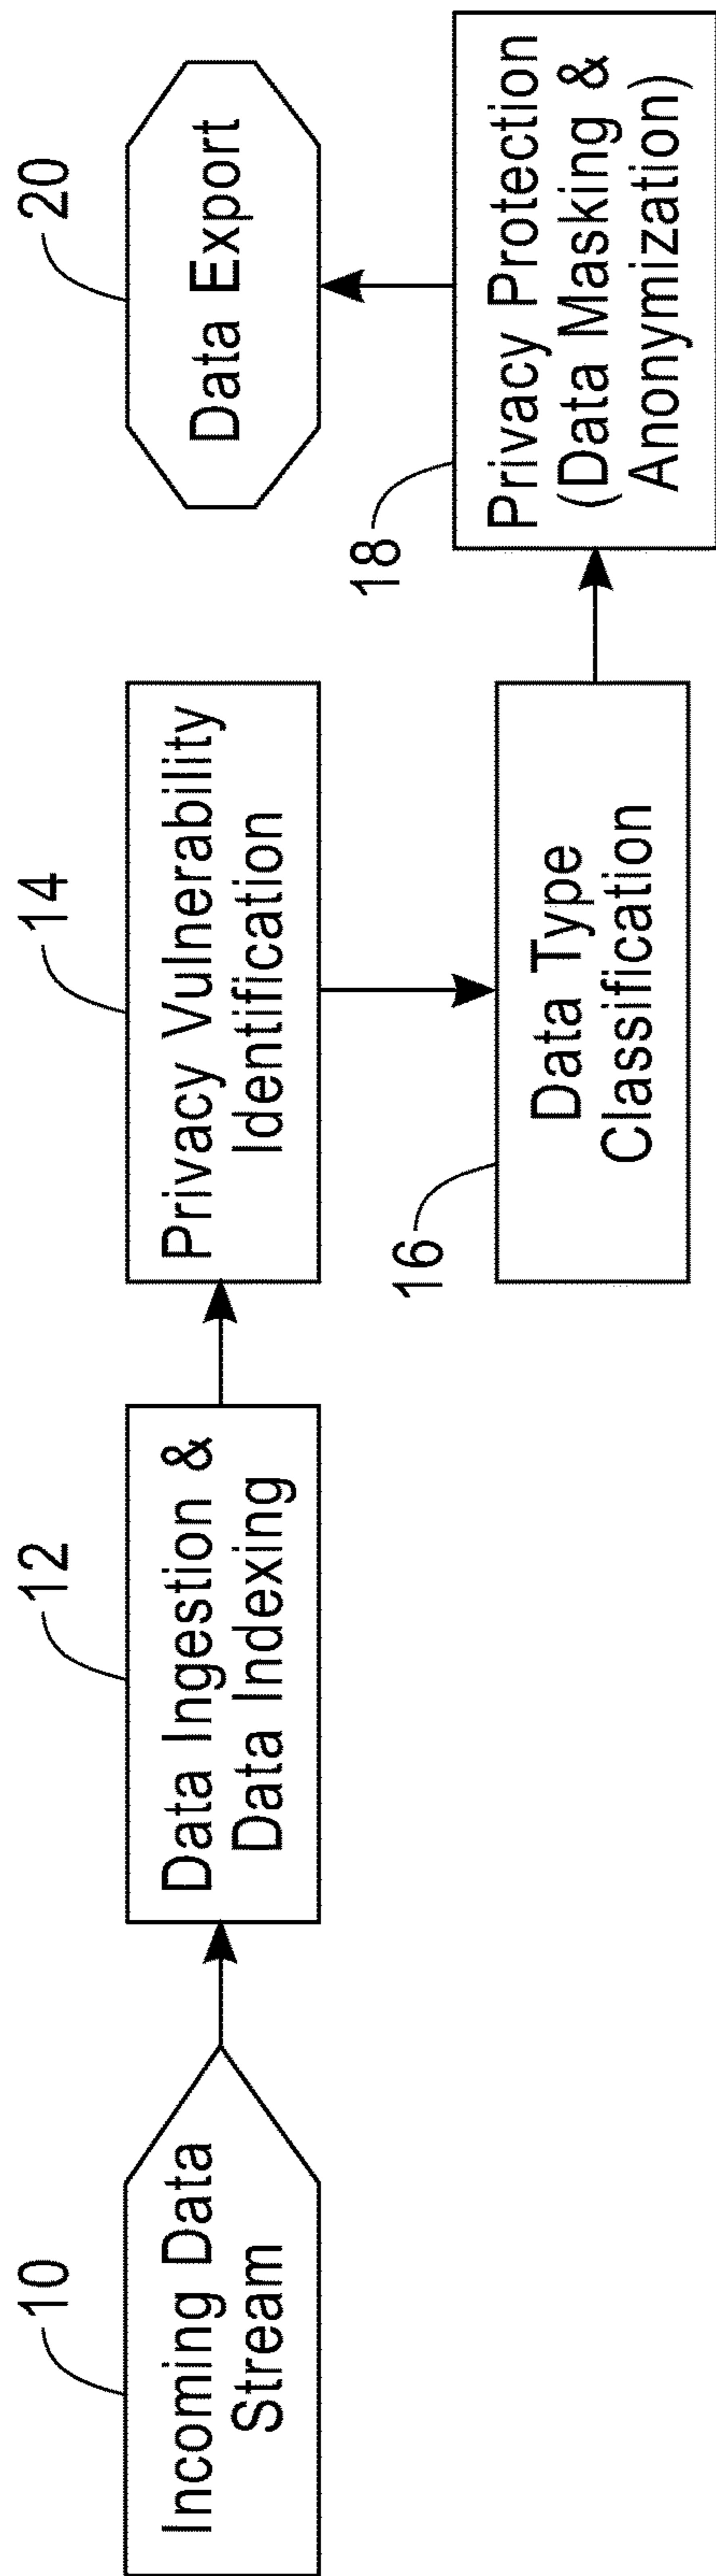 10
Incoming Data
Stream
12
Data Ingestion &
Data Indexing
14
Privacy Vulnerability
Identification
16
Data Type
Classification
18
Privacy Protection
(Data Masking &
Anonymization)
20
Data Export